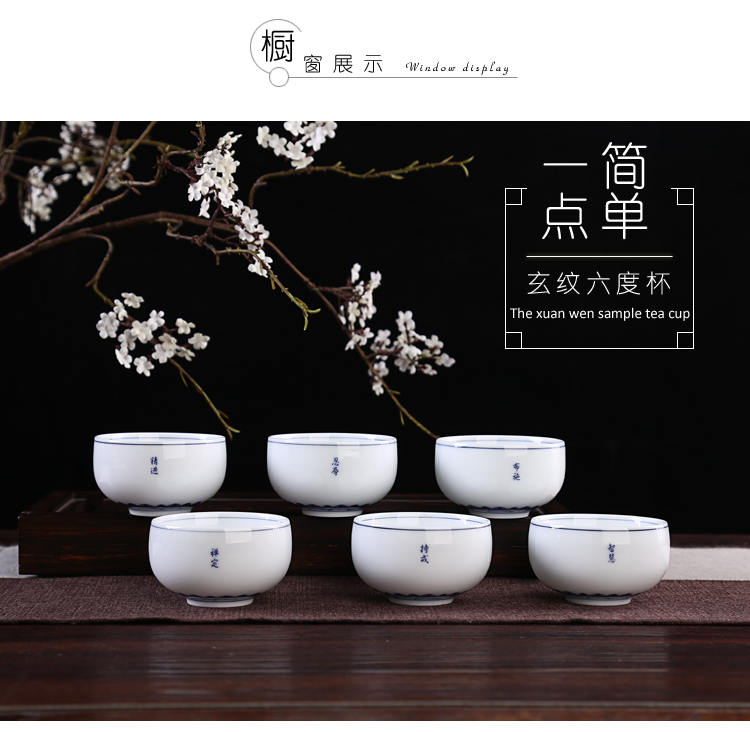 橱窗展示 Window display
简单
一点
玄纹六度杯
The xuan wen sample tea cup
精进
忍辱
布施
禅定
持戒
智慧